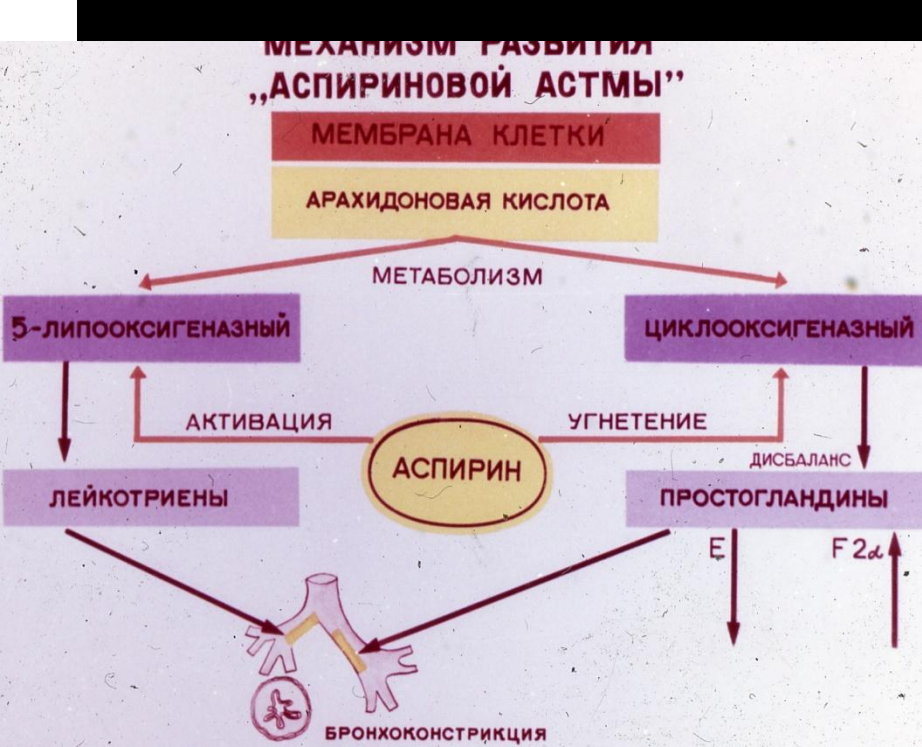 МЕХАНИЗМ РАЗВИТИЯ
„АСПИРИНОВОЙ АСТМЫ”
МЕМБРАНА КЛЕТКИ
АРАХИДОНОВАЯ КИСЛОТА
МЕТАБОЛИЗМ
5-ЛИПООКСИГЕНАЗНЫЙ
ЦИКЛООКСИГЕНАЗНЫЙ
АКТИВАЦИЯ
УГНЕТЕНИЕ
АСПИРИН
ДИСБАЛАНС
ЛЕЙКОТРИЕНЫ
ПРОСТОГЛАНДИНЫ
E
F2α
БРОНХОКОНСТРИКЦИЯ